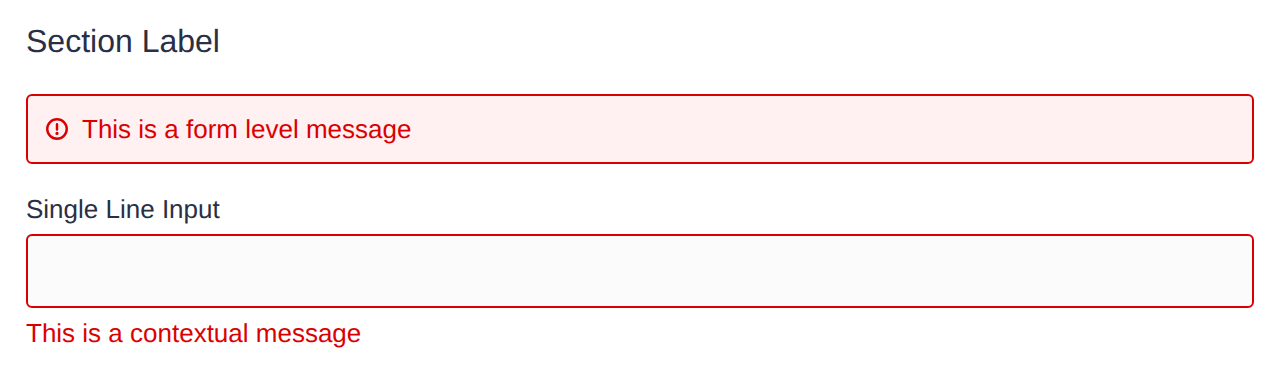 Section Label
This is a form level message
Single Line Input
This is a contextual message